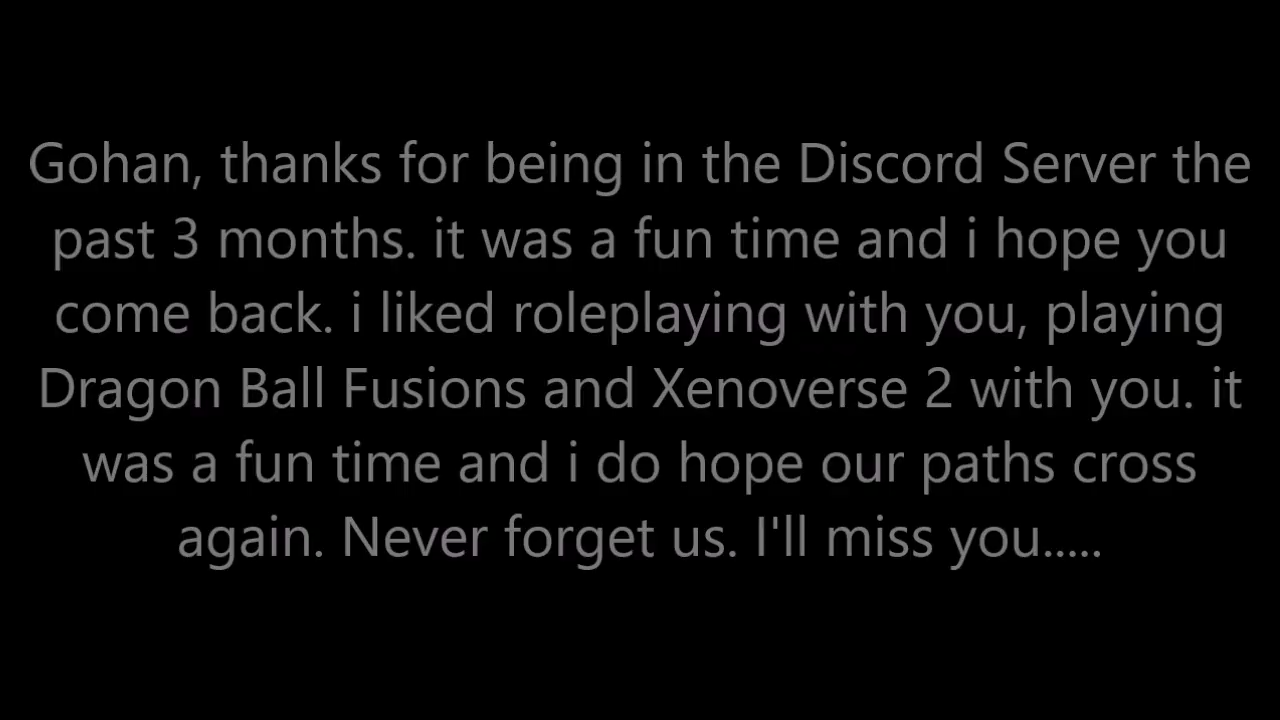 Gohan, thanks for being in the Discord Server the
past 3 months. it was a fun time and i hope you
come back. i liked roleplaying with you, playing
Dragon Ball Fusions and Xenoverse 2 with you. it
was a fun time and i do hope our paths cross
again. Never forget us. I'll miss you.....